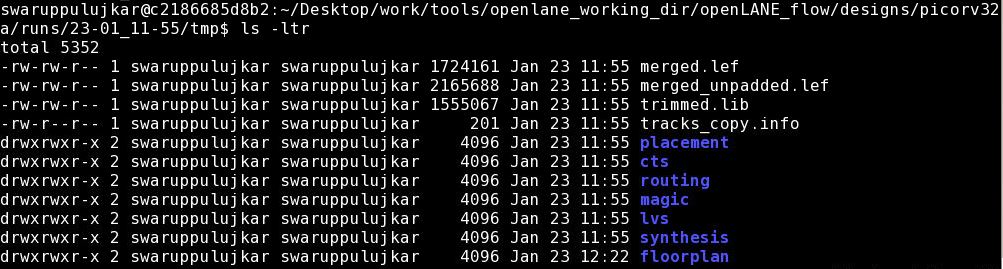 swaruppulujkar@c2186685d8b2:~/Desktop/work/tools/openlane_working_dir/openLANE_flow/designs/picorv32
a/runs/23-01_11-55/tmp$ ls -ltr
total 5352
-rw-rw-r-- 1 swaruppulujkar swaruppulujkar 1724161 Jan 23 11:55 merged.lef
-rw-rw-r-- 1 swaruppulujkar swaruppulujkar 2165688 Jan 23 11:55 merged_unpadded.lef
-rw-rw-r-- 1 swaruppulujkar swaruppulujkar 1555067 Jan 23 11:55 trimmed.lib
-rw-r--r-- 1 swaruppulujkar swaruppulujkar     201 Jan 23 11:55 tracks_copy.info
drwxrwxr-x 2 swaruppulujkar swaruppulujkar    4096 Jan 23 11:55 placement
drwxrwxr-x 2 swaruppulujkar swaruppulujkar    4096 Jan 23 11:55 cts
drwxrwxr-x 2 swaruppulujkar swaruppulujkar    4096 Jan 23 11:55 routing
drwxrwxr-x 2 swaruppulujkar swaruppulujkar    4096 Jan 23 11:55 magic
drwxrwxr-x 2 swaruppulujkar swaruppulujkar    4096 Jan 23 11:55 lvs
drwxrwxr-x 2 swaruppulujkar swaruppulujkar    4096 Jan 23 11:55 synthesis
drwxrwxr-x 2 swaruppulujkar swaruppulujkar    4096 Jan 23 12:22 floorplan